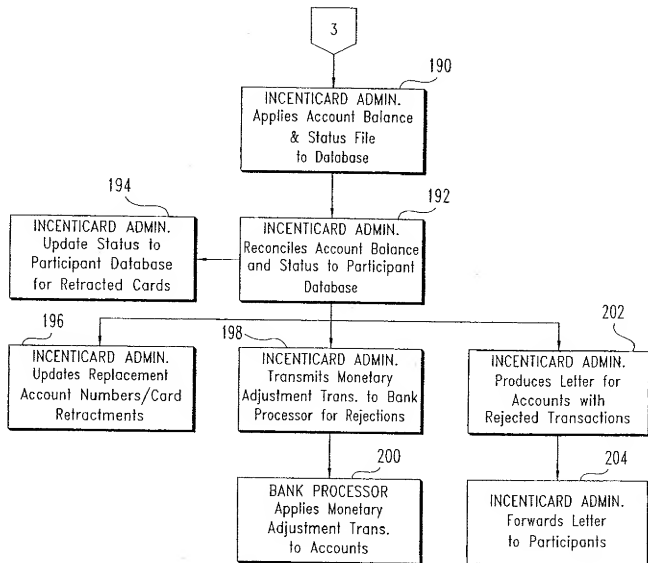 3
190
INCENTICARD ADMIN.
Applies Account Balance
& Status File
to Database
194
INCENTICARD ADMIN.
Update Status to
Participant Database
for Retracted Cards
192
INCENTICARD ADMIN.
Reconciles Account Balance
and Status to Participant
Database
196
INCENTICARD ADMIN.
Updates Replacement
Account Numbers/Card
Retractments
198
INCENTICARD ADMIN.
Transmits Monetary
Adjustment Trans. to Bank
Processor for Rejections
202
INCENTICARD ADMIN.
Produces Letter for
Accounts with
Rejected Transactions
200
BANK PROCESSOR
Applies Monetary
Adjustment Trans.
to Accounts
204
INCENTICARD ADMIN.
Forwards Letter
to Participants